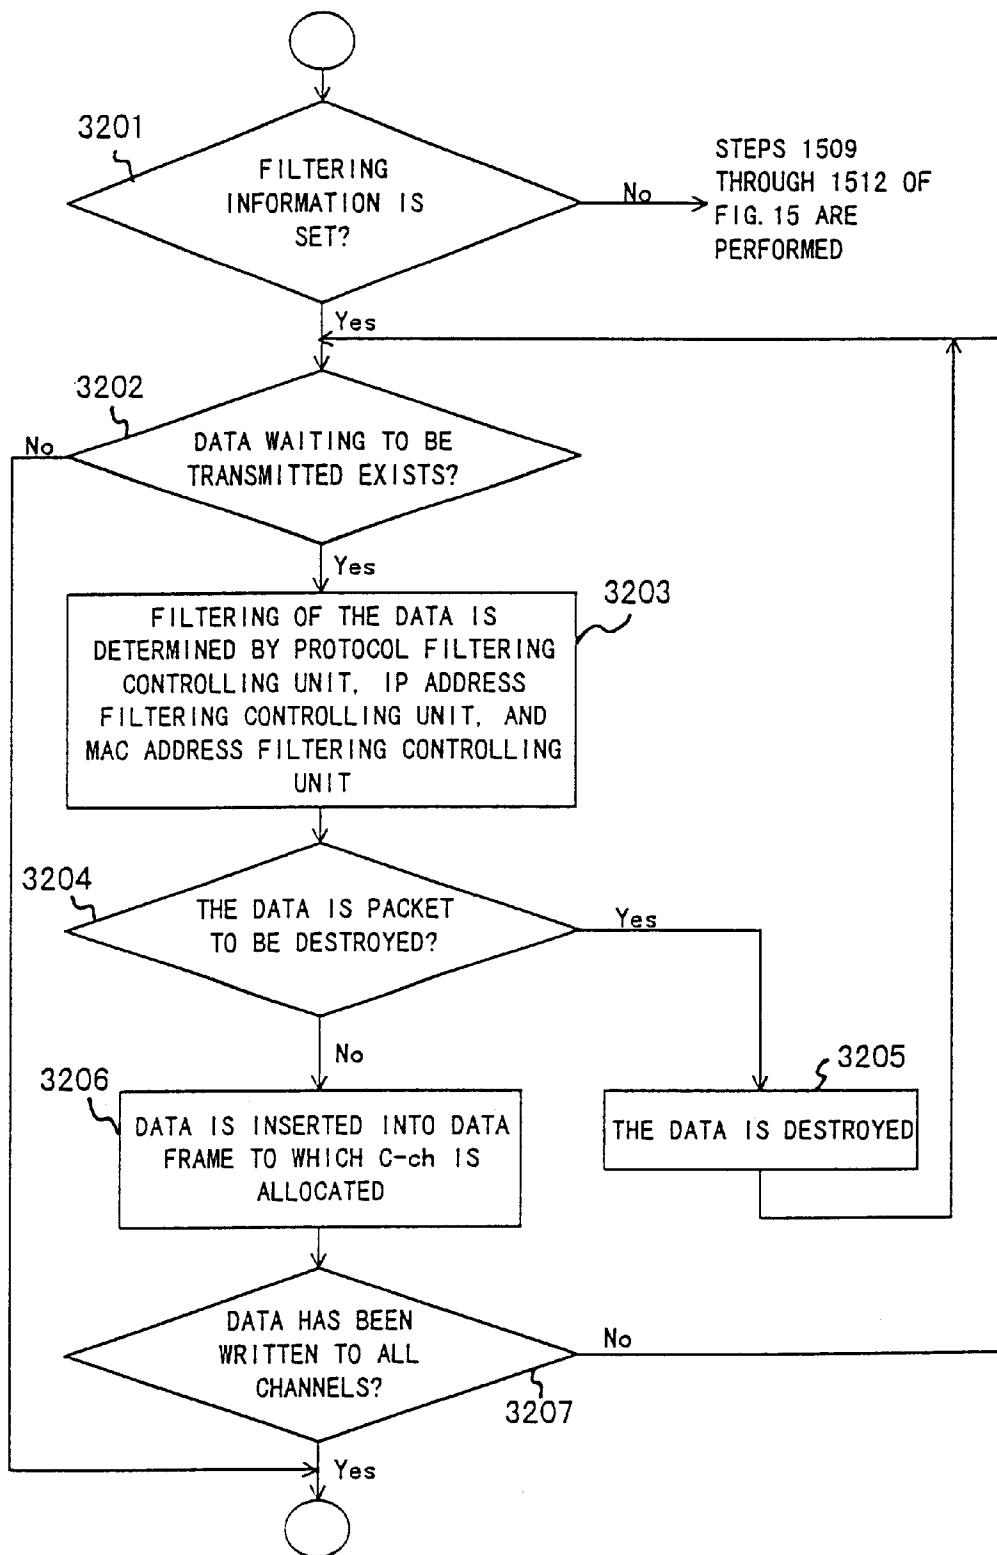 3201
FILTERING
INFORMATION IS
SET?
No
STEPS 1509
THROUGH 1512 OF
FIG. 15 ARE
PERFORMED
Yes
3202
No
DATA WAITING TO BE
TRANSMITTED EXISTS?
Yes
3203
FILTERING OF THE DATA IS
DETERMINED BY PROTOCOL FILTERING
CONTROLLING UNIT, IP ADDRESS
FILTERING CONTROLLING UNIT, AND
MAC ADDRESS FILTERING CONTROLLING
UNIT
3204
THE DATA IS PACKET
TO BE DESTROYED?
Yes
No
3205
THE DATA IS DESTROYED
3206
DATA IS INSERTED INTO DATA
FRAME TO WHICH C-ch IS
ALLOCATED
DATA HAS BEEN
WRITTEN TO ALL
CHANNELS?
No
3207
Yes